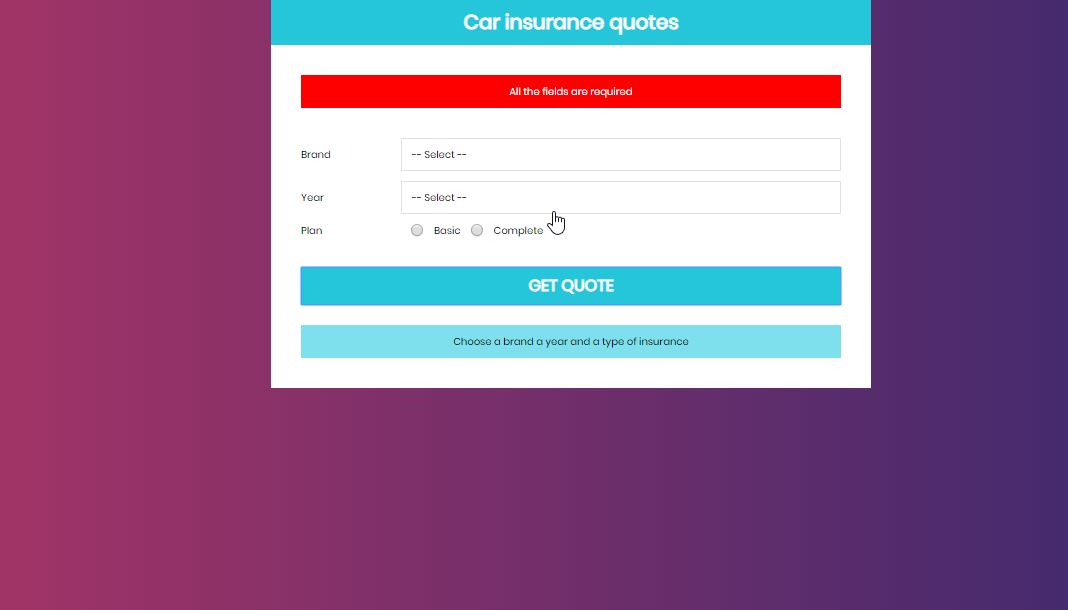 Car insurance quotes
All the fields are required
Brand -- Select --
Year -- Select --
Plan Basic Complete
GET QUOTE
Choose a brand a year and a type of insurance